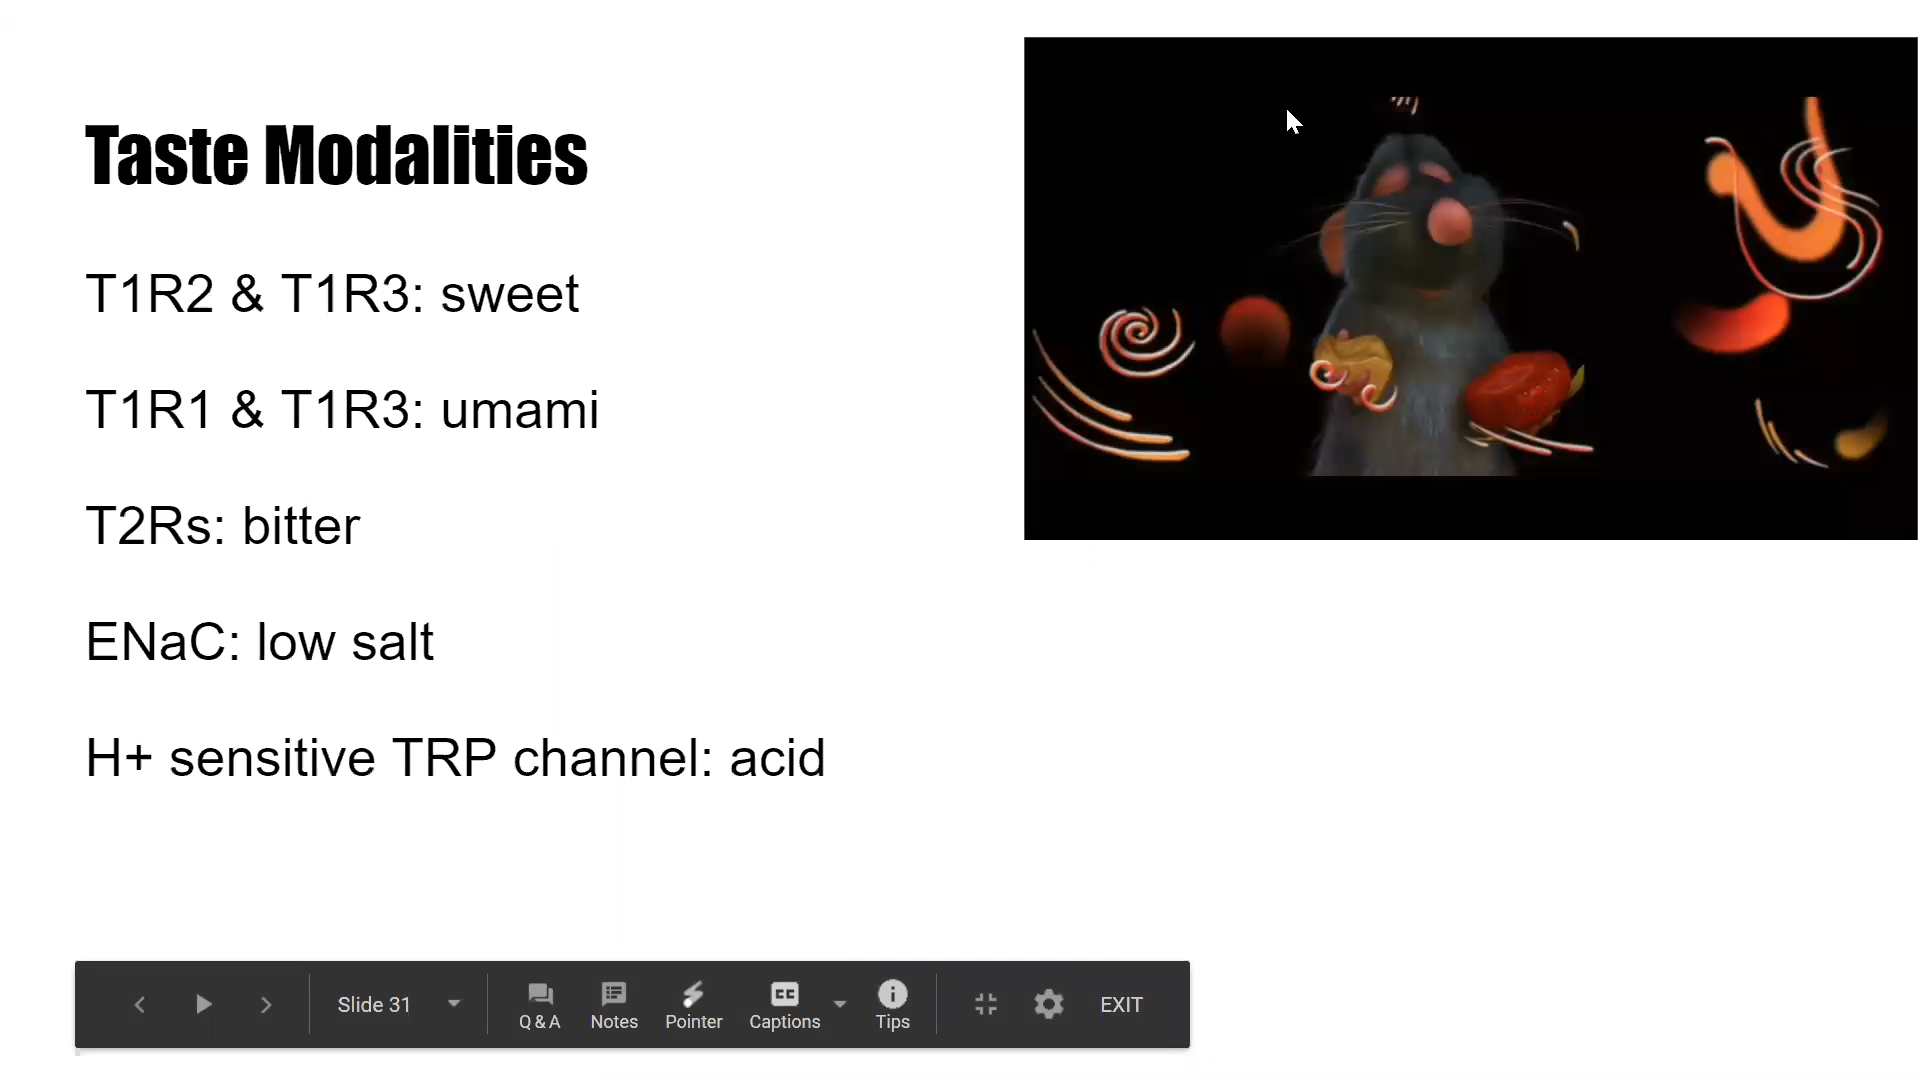 Taste Modalities
T1R2 & T1R3: sweet
T1R1 & T1R3: umami
T2Rs: bitter
ENaC: low salt
H+ sensitive TRP channel: acid
Slide 31
Q & A
Notes
Pointer
CC
Captions
Tips
EXIT